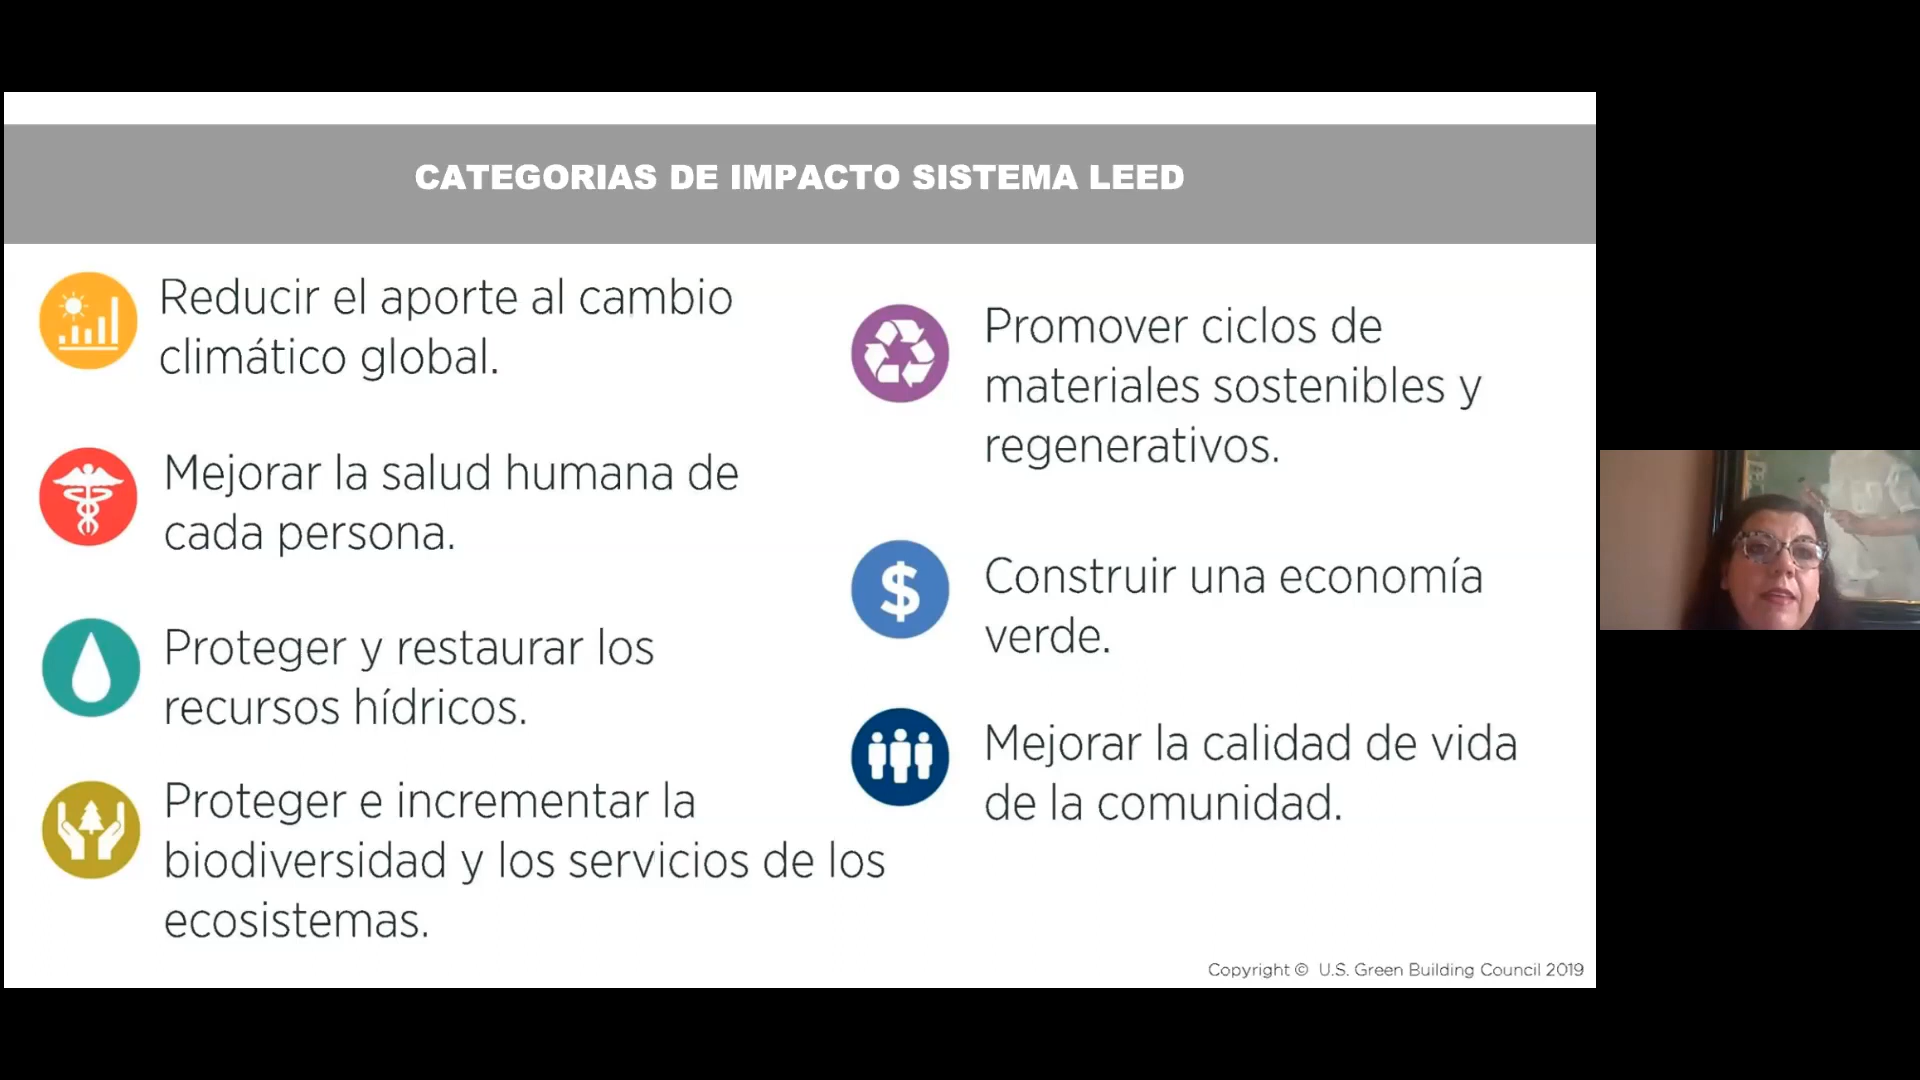 CATEGORIAS DE IMPACTO SISTEMA LEED
Reducir el aporte al cambio
climático global.
Mejorar la salud humana de
cada persona.
Proteger y restaurar los
recursos hídricos.
Proteger e incrementar la
biodiversidad y los servicios de los
ecosistemas.
Promover ciclos de
materiales sostenibles y
regenerativos.
$
Construir una economía
verde.
Mejorar la calidad de vida
de la comunidad.
Copyright © U.S. Green Building Council 2019